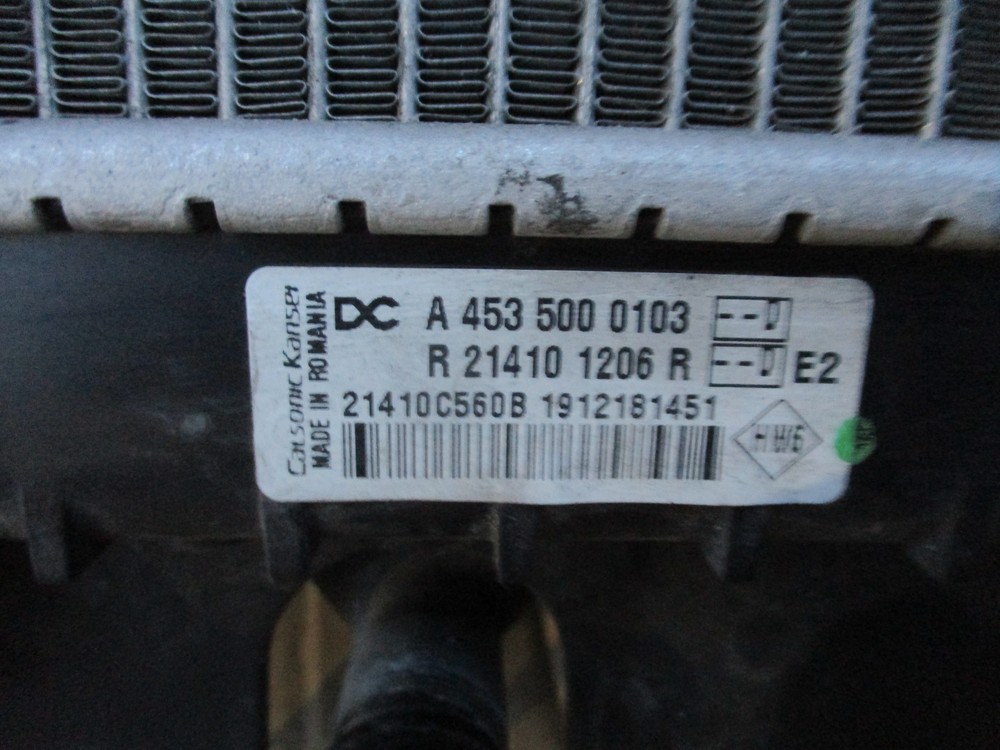 Calsonic Kansei
MADE IN ROMANIA
DC A 453 500 0103
R 21410 1206 R E2
21410C560B 1912181451